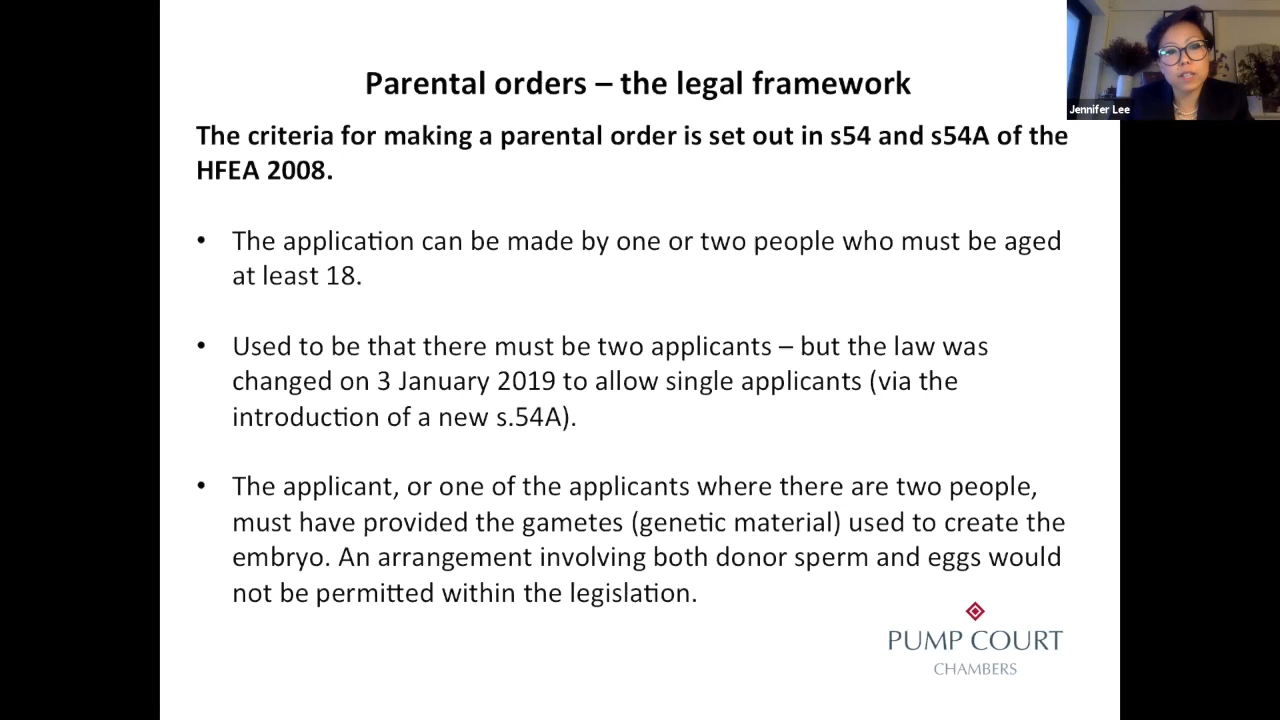 Parental orders – the legal framework
Jennifer Lee
The criteria for making a parental order is set out in s54 and s54A of the
HFEA 2008.
• The application can be made by one or two people who must be aged
at least 18.
• Used to be that there must be two applicants – but the law was
changed on 3 January 2019 to allow single applicants (via the
introduction of a new s.54A).
• The applicant, or one of the applicants where there are two people,
must have provided the gametes (genetic material) used to create the
embryo. An arrangement involving both donor sperm and eggs would
not be permitted within the legislation.
PUMP COURT
CHAMBERS